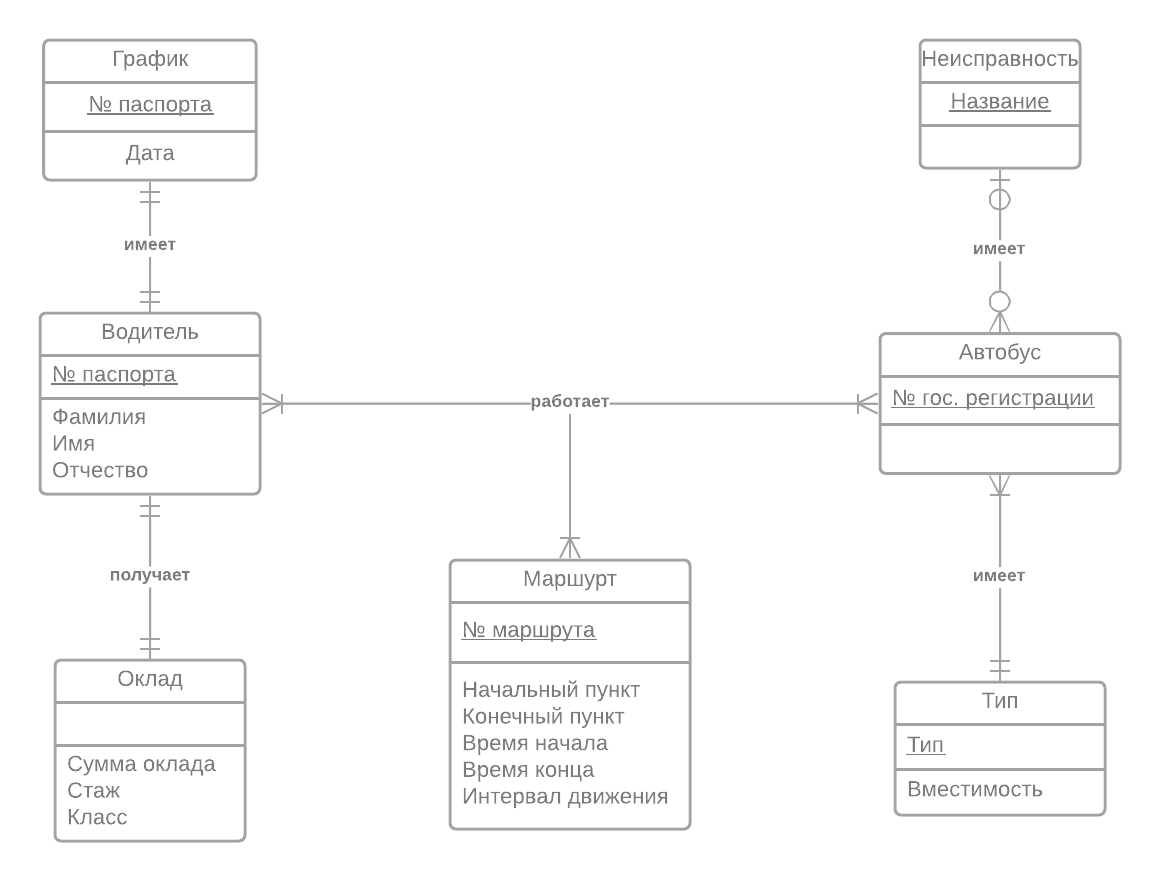 График
№ паспорта
Дата
имеет
Водитель
№ паспорта
Фамилия
Имя
Отчество
получает
Оклад
Сумма оклада
Стаж
Класс
работает
Маршурт
№ маршрута
Начальный пункт
Конечный пункт
Время начала
Время конца
Интервал движения
Неисправность
Название
имеет
Автобус
№ гос. регистрации
имеет
Тип
Тип
Вместимость